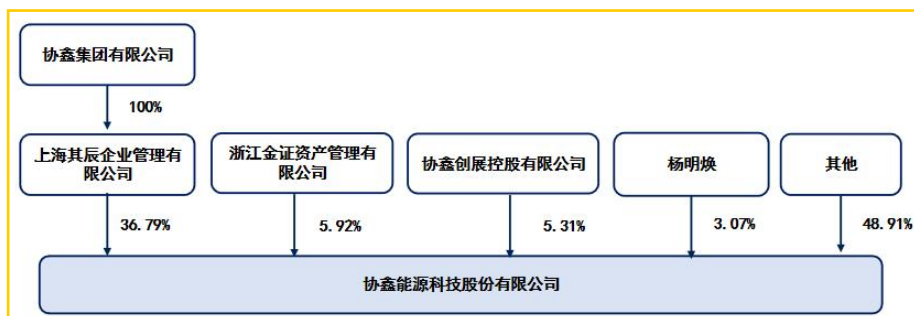 协鑫集团有限公司
100%
上海其辰企业管理有
限公司
浙江金证资产管理有
限公司
协鑫创展控股有限公司
杨明焕
其他
36.79%
5.92%
5.31%
3.07%
48.91%
协鑫能源科技股份有限公司